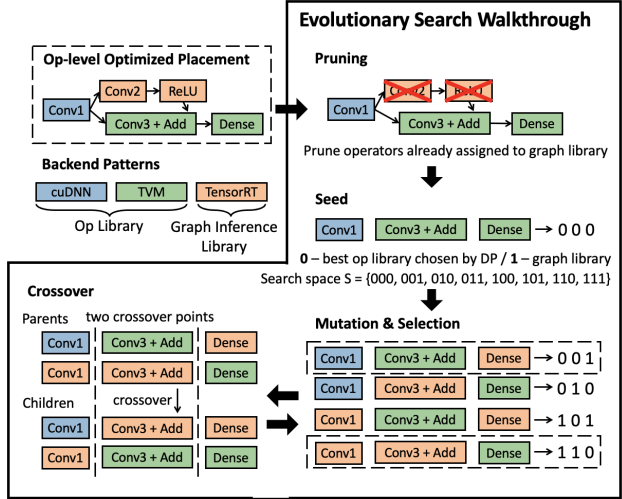 Evolutionary Search Walkthrough
Op-level Optimized Placement
Conv1
Conv2
ReLU
Conv3 + Add
Dense
Backend Patterns
cuDNN
TVM
TensorRT
Op Library
Graph Inference
Library
Pruning
Conv1
Conv2
ReLU
Conv3 + Add
Dense
Prune operators already assigned to graph library
Seed
Conv1 Conv3 + Add Dense 0 0 0
0 – best op library chosen by DP / 1 – graph library
Search space S = {000, 001, 010, 011, 100, 101, 110, 111}
Mutation & Selection
Conv1 Conv3 + Add Dense 0 0 1
Conv1 Conv3 + Add Dense 0 1 0
Conv1 Conv3 + Add Dense 1 0 1
Conv1 Conv3 + Add Dense 1 1 0
Crossover
Parents two crossover points
Conv1 Conv3 + Add Dense
Conv1 Conv3 + Add Dense
Children crossover
Conv1 Conv3 + Add Dense
Conv1 Conv3 + Add Dense